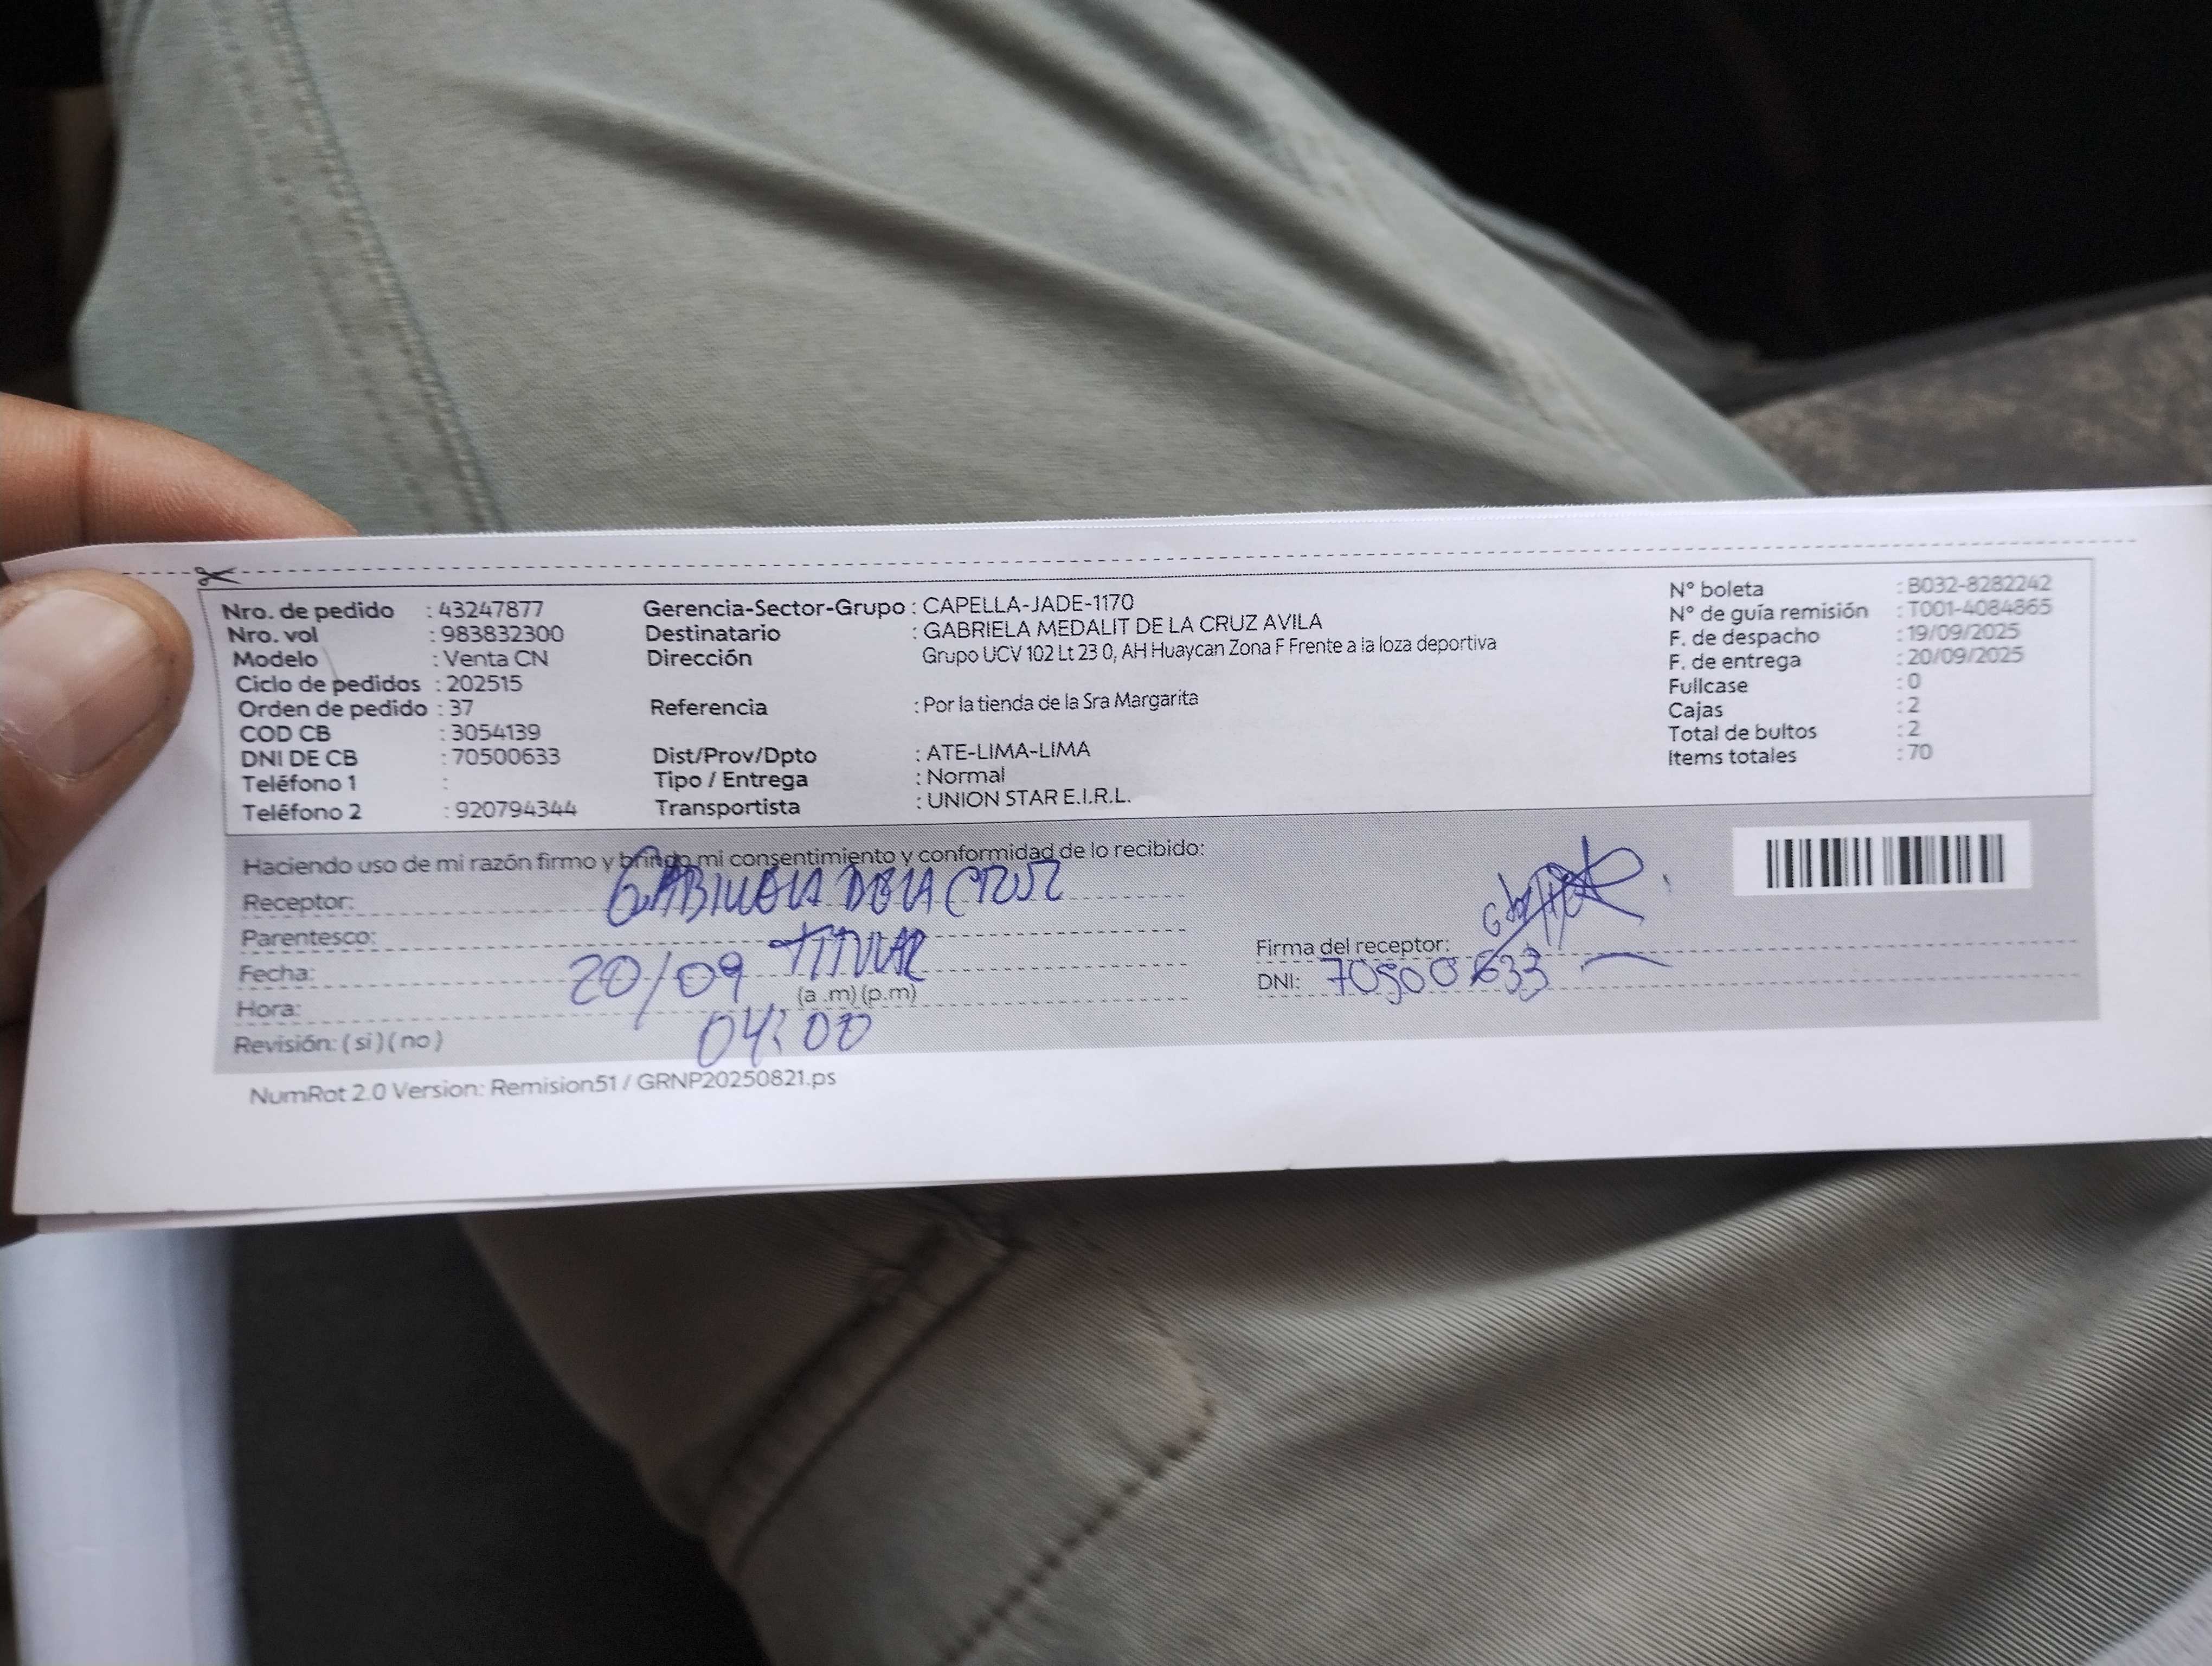 Nro. de pedido : 43247877
Nro. vol : 983832300
Modelo : Venta CN
Ciclo de pedidos : 202515
Orden de pedido : 37
COD CB : 3054139
DNI DE CB : 70500633
Teléfono 1 :
Teléfono 2 : 920794344
Gerencia-Sector-Grupo : CAPELLA-JADE-1170
Destinatario : GABRIELA MEDALIT DE LA CRUZ AVILA
Dirección Grupo UCV 102 Lt 23 0, AH Huaycan Zona F Frente a la loza deportiva
Referencia : Por la tienda de la Sra Margarita
Dist/Prov/Dpto : ATE-LIMA-LIMA
Tipo / Entrega : Normal
Transportista : UNION STAR E.I.R.L.
N° boleta : B032-8282242
N° de guía remisión : T001-4084865
F. de despacho : 19/09/2025
F. de entrega : 20/09/2025
Fullcase : 0
Cajas : 2
Total de bultos : 2
Items totales : 70
Haciendo uso de mi razón firmo y brindo mi consentimiento y conformidad de lo recibido:
Receptor: GABRIELA DE LA CRUZ
Parentesco: TITULAR
Fecha: 20/09
Hora: (a .m) (p.m) 04:00
Revisión: ( si ) ( no )
Firma del receptor:
DNI: 70500633
NumRot 2.0 Version: Remision51 / GRNP20250821.ps